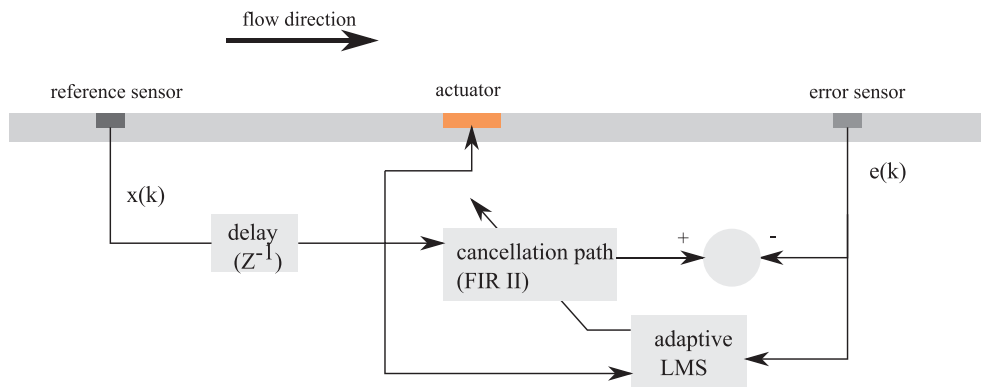 flow direction
reference sensor
actuator
error sensor
x(k)
e(k)
delay
(Z⁻¹)
+
-
cancellation path
(FIR II)
adaptive
LMS